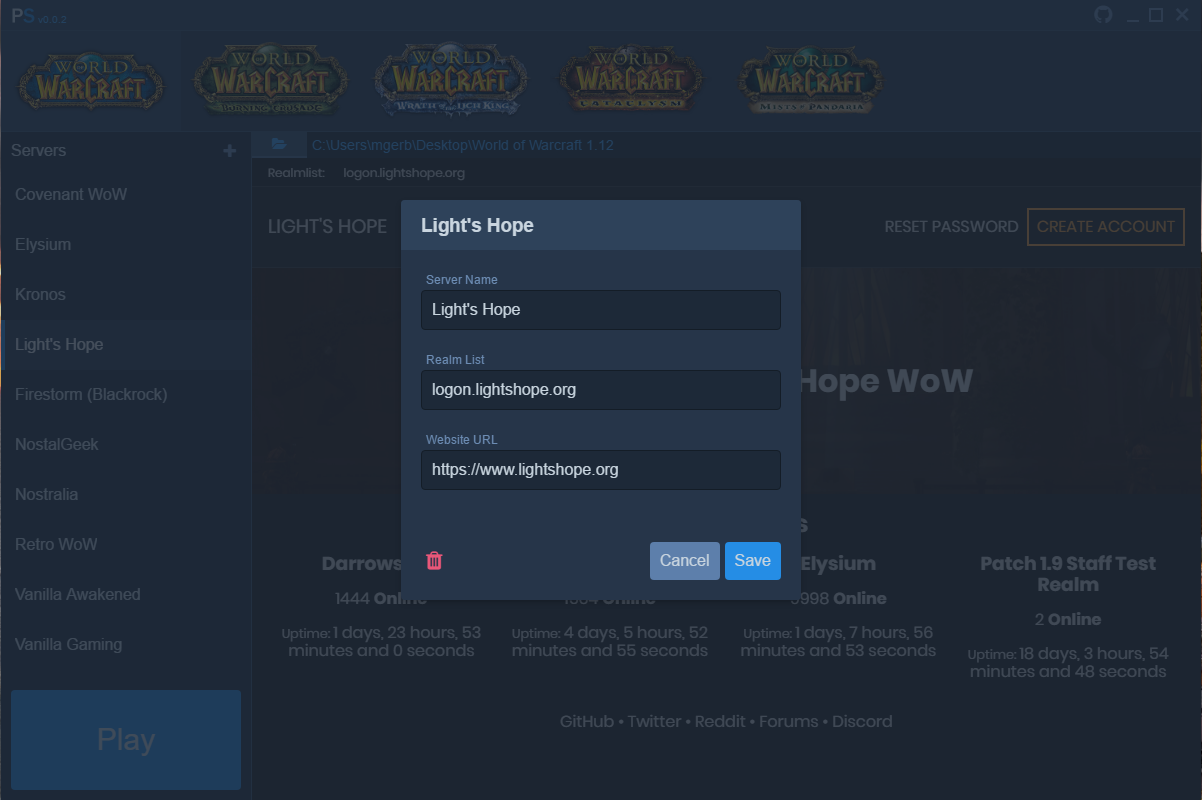 PS v0.0.2
WORLD OF WARCRAFT
WORLD OF WARCRAFT BURNING CRUSADE
WORLD OF WARCRAFT WRATH OF THE LICH KING
WORLD OF WARCRAFT CATACLYSM
WORLD OF WARCRAFT MISTS OF PANDARIA
Servers +
C:\Users\mgerb\Desktop\World of Warcraft 1.12
Realmlist: logon.lightshope.org
Covenant WoW
Elysium
Kronos
Light's Hope
Firestorm (Blackrock)
NostalGeek
Nostralia
Retro WoW
Vanilla Awakened
Vanilla Gaming
Play
LIGHT'S HOPE
RESET PASSWORD
CREATE ACCOUNT
Hope WoW
Light's Hope
Server Name
Light's Hope
Realm List
logon.lightshope.org
Website URL
https://www.lightshope.org
Cancel
Save
Darrows
1444 Online
Uptime: 1 days, 23 hours, 53
minutes and 0 seconds
Online
Uptime: 4 days, 5 hours, 52
minutes and 55 seconds
Elysium
998 Online
Uptime: 1 days, 7 hours, 56
minutes and 53 seconds
Patch 1.9 Staff Test
Realm
2 Online
Uptime: 18 days, 3 hours, 54
minutes and 48 seconds
GitHub • Twitter • Reddit • Forums • Discord